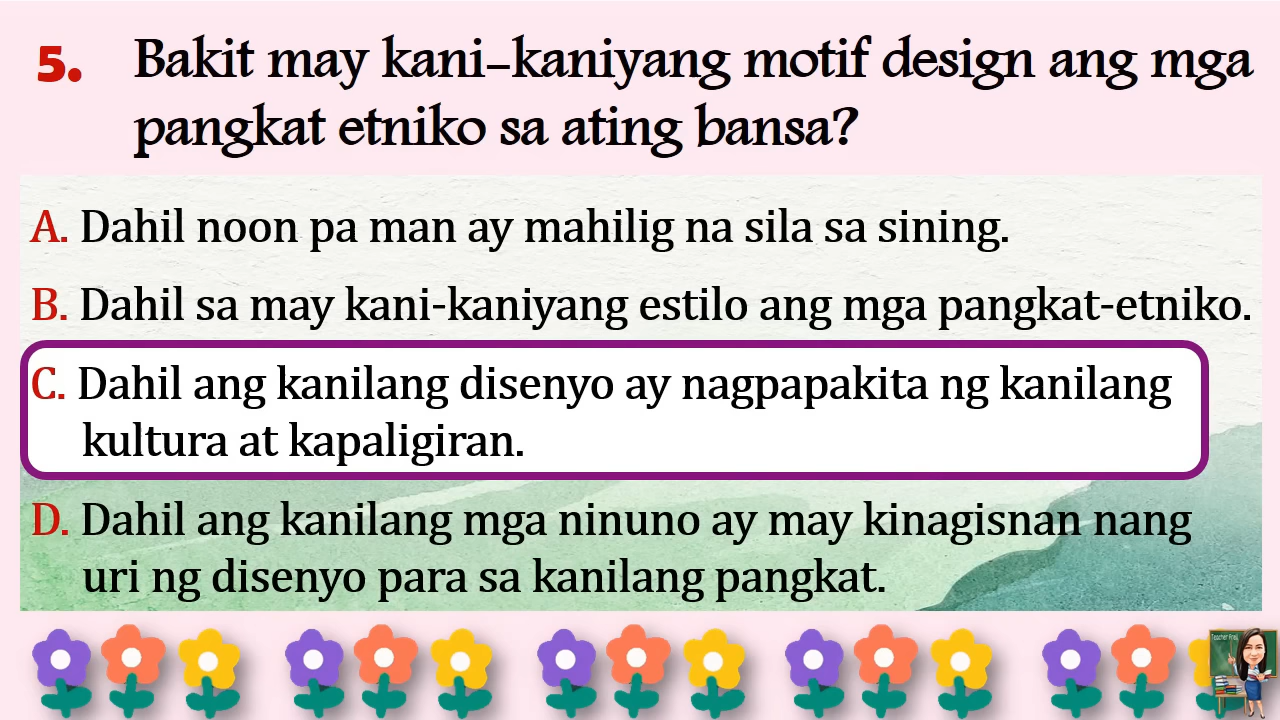 5. Bakit may kani-kaniyang motif design ang mga
pangkat etniko sa ating bansa?
A. Dahil noon pa man ay mahilig na sila sa sining.
B. Dahil sa may kani-kaniyang estilo ang mga pangkat-etniko.
C. Dahil ang kanilang disenyo ay nagpapakita ng kanilang
kultura at kapaligiran.
D. Dahil ang kanilang mga ninuno ay may kinagisnan nang
uri ng disenyo para sa kanilang pangkat.